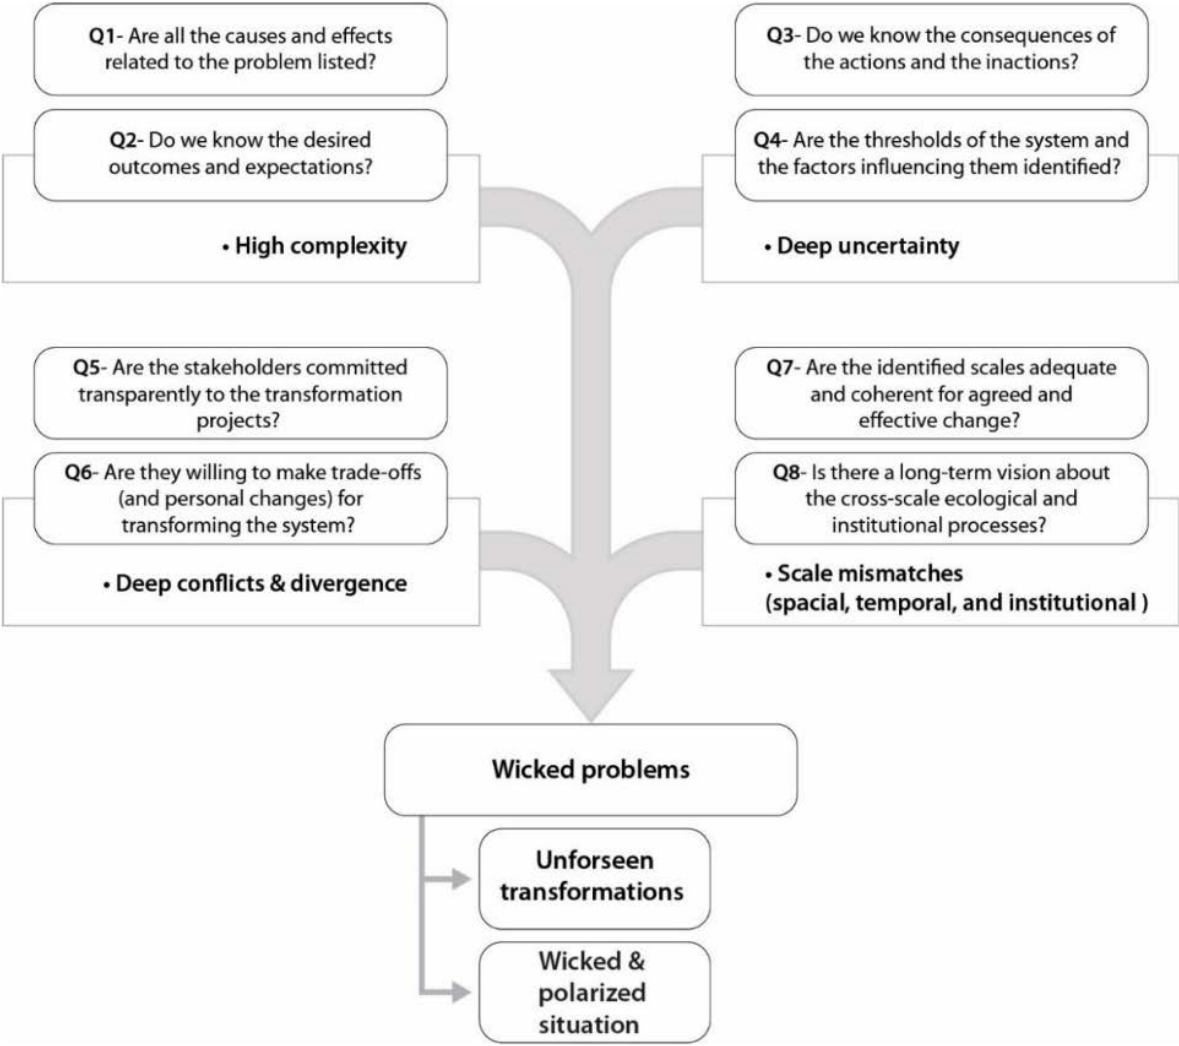 Q1- Are all the causes and effects
related to the problem listed?
Q2- Do we know the desired
outcomes and expectations?
• High complexity
Q3- Do we know the consequences of
the actions and the inactions?
Q4- Are the thresholds of the system and
the factors influencing them identified?
• Deep uncertainty
Q5- Are the stakeholders committed
transparently to the transformation
projects?
Q6- Are they willing to make trade-offs
(and personal changes) for
transforming the system?
• Deep conflicts & divergence
Q7- Are the identified scales adequate
and coherent for agreed and
effective change?
Q8- Is there a long-term vision about
the cross-scale ecological and
institutional processes?
• Scale mismatches
(spacial, temporal, and institutional )
Wicked problems
Unforseen
transformations
Wicked &
polarized
situation